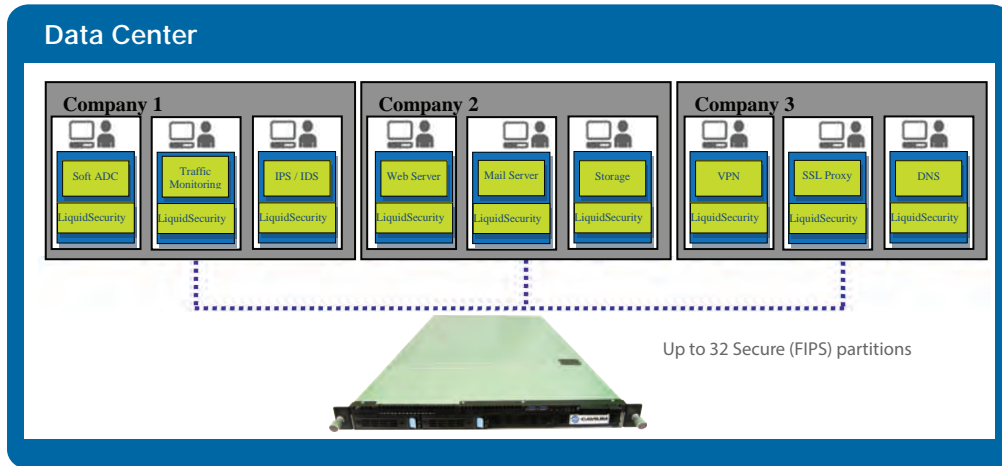 Data Center
Company 1
Company 2
Company 3
Soft ADC
Traffic
Monitoring
IPS / IDS
Web Server
Mail Server
Storage
VPN
SSL Proxy
DNS
LiquidSecurity
LiquidSecurity
LiquidSecurity
LiquidSecurity
LiquidSecurity
LiquidSecurity
LiquidSecurity
LiquidSecurity
LiquidSecurity
Up to 32 Secure (FIPS) partitions
CAVIUM